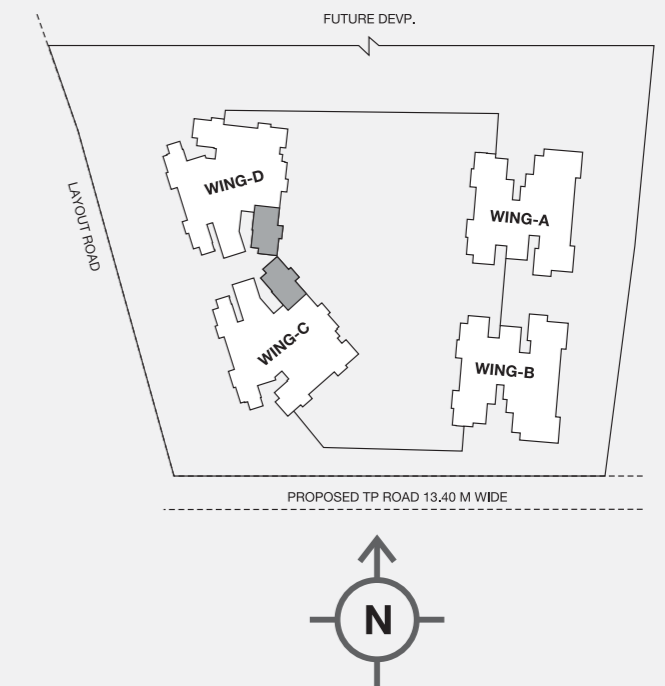 FUTURE DEVP.
WING-D
LAYOUT ROAD
WING-A
WING-C
WING-B
PROPOSED TP ROAD 13.40 M WIDE
N